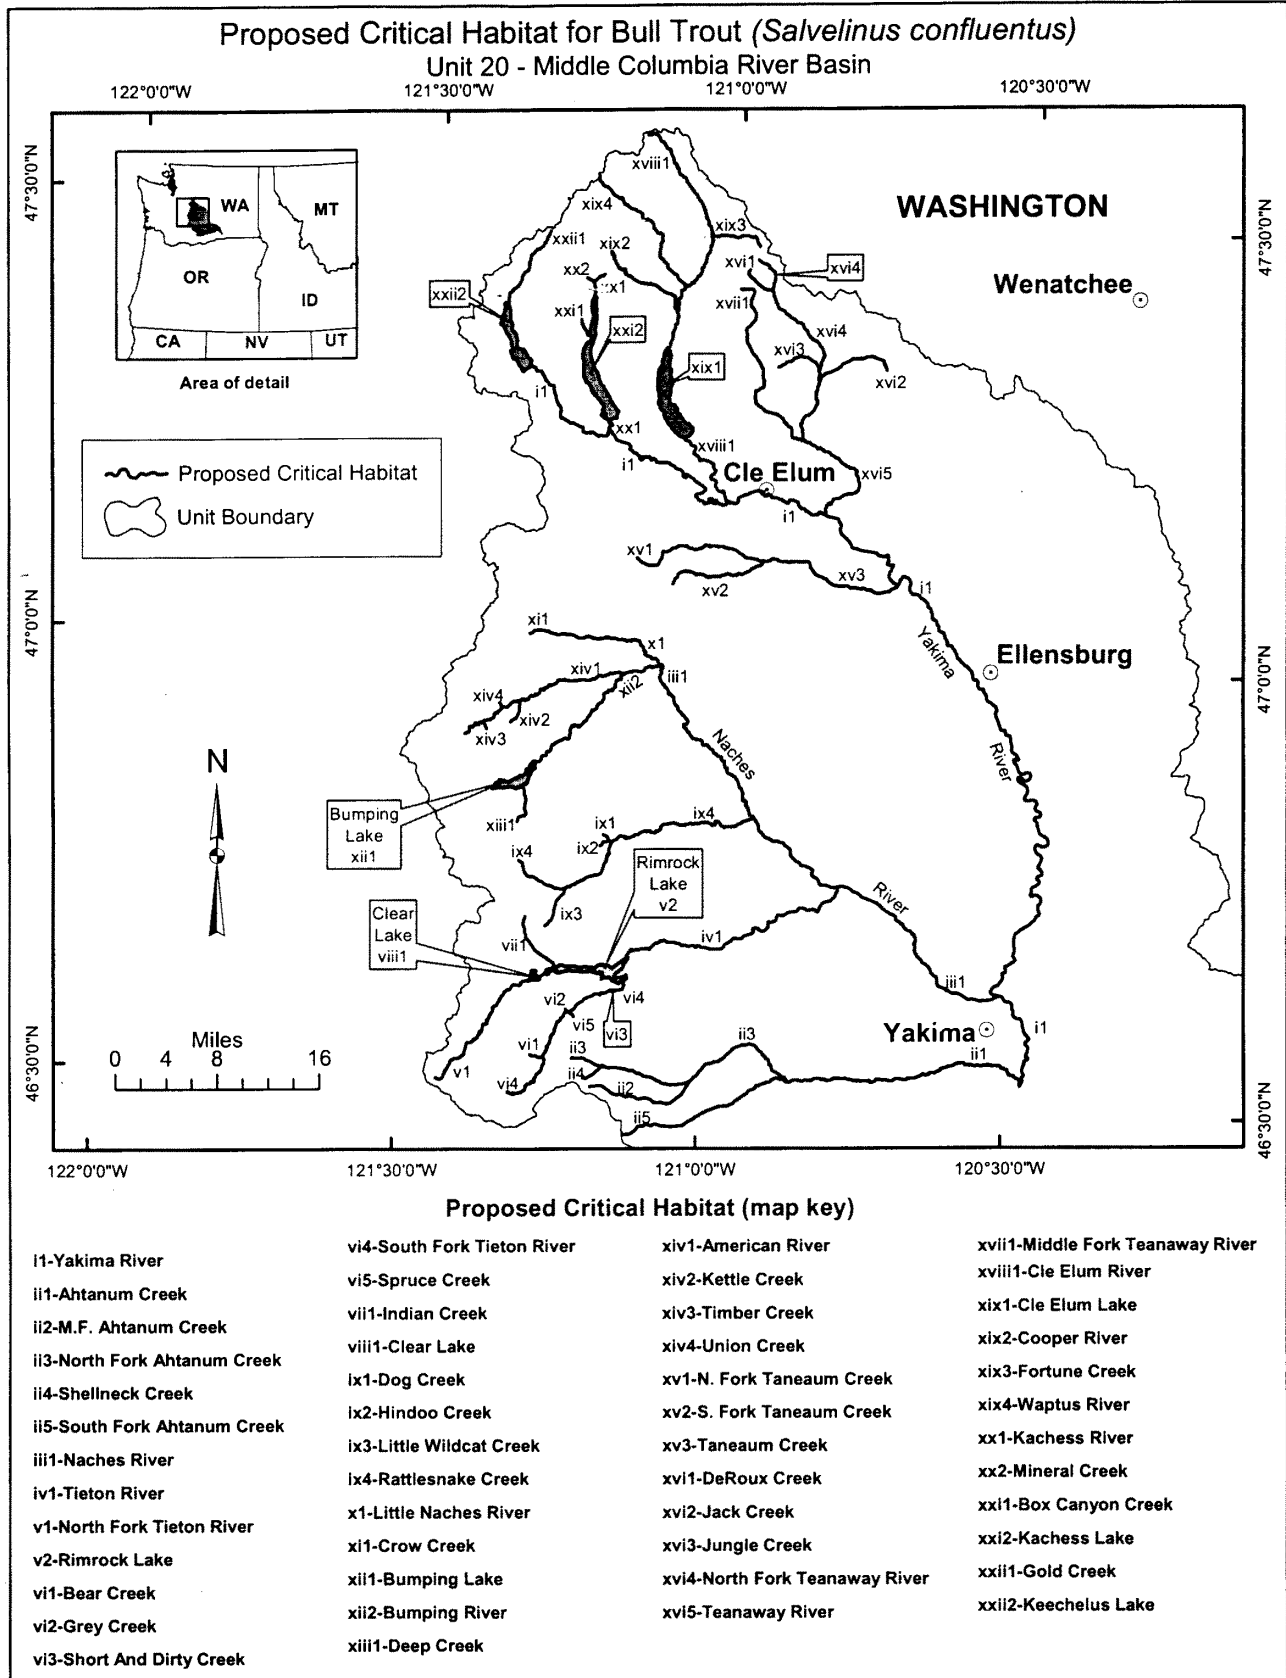 Proposed Critical Habitat for Bull Trout (Salvelinus confluentus)
Unit 20 - Middle Columbia River Basin
122°0'0"W
121°30'0"W
121°0'0"W
120°30'0"W
47°30'0"N
47°30'0"N
WA
MT
OR
ID
CA
NV
UT
Area of detail
WASHINGTON
Wenatchee
xviii1
xix4
xix3
xxii1
xix2
xvi1
xvi4
xx2
xx1
xvii1
xxii2
xxi1
xxi2
xvi4
xvi3
xix1
xvi2
i1
xx1
xviii1
i1
Cle Elum
xvi5
i1
Proposed Critical Habitat
Unit Boundary
xv1
xv2
xv3
i1
47°0'0"N
47°0'0"N
xi1
x1
Yakima
Ellensburg
xiv1
xii2
iii1
xiv4
xiv2
xiv3
Naches
River
N
Bumping
Lake
xii1
xiii1
ix1
ix4
ix2
ix4
Rimrock
Lake
v2
ix3
River
Clear
Lake
viii1
vii1
iv1
iii1
vi2
vi4
vi5
vi3
Yakima
i1
Miles
0 4 8 16
vi1
ii3
ii3
ii1
v1
vi4
ii4
ii2
ii5
46°30'0"N
46°30'0"N
122°0'0"W
121°30'0"W
121°0'0"W
120°30'0"W
Proposed Critical Habitat (map key)
i1-Yakima River
ii1-Ahtanum Creek
ii2-M.F. Ahtanum Creek
ii3-North Fork Ahtanum Creek
ii4-Shellneck Creek
ii5-South Fork Ahtanum Creek
iii1-Naches River
iv1-Tieton River
v1-North Fork Tieton River
v2-Rimrock Lake
vi1-Bear Creek
vi2-Grey Creek
vi3-Short And Dirty Creek
vi4-South Fork Tieton River
vi5-Spruce Creek
vii1-Indian Creek
viii1-Clear Lake
ix1-Dog Creek
ix2-Hindoo Creek
ix3-Little Wildcat Creek
ix4-Rattlesnake Creek
x1-Little Naches River
xi1-Crow Creek
xii1-Bumping Lake
xii2-Bumping River
xiii1-Deep Creek
xiv1-American River
xiv2-Kettle Creek
xiv3-Timber Creek
xiv4-Union Creek
xv1-N. Fork Taneaum Creek
xv2-S. Fork Taneaum Creek
xv3-Taneaum Creek
xvi1-DeRoux Creek
xvi2-Jack Creek
xvi3-Jungle Creek
xvi4-North Fork Teanaway River
xvi5-Teanaway River
xvii1-Middle Fork Teanaway River
xviii1-Cle Elum River
xix1-Cle Elum Lake
xix2-Cooper River
xix3-Fortune Creek
xix4-Waptus River
xx1-Kachess River
xx2-Mineral Creek
xxi1-Box Canyon Creek
xxi2-Kachess Lake
xxii1-Gold Creek
xxii2-Keechelus Lake